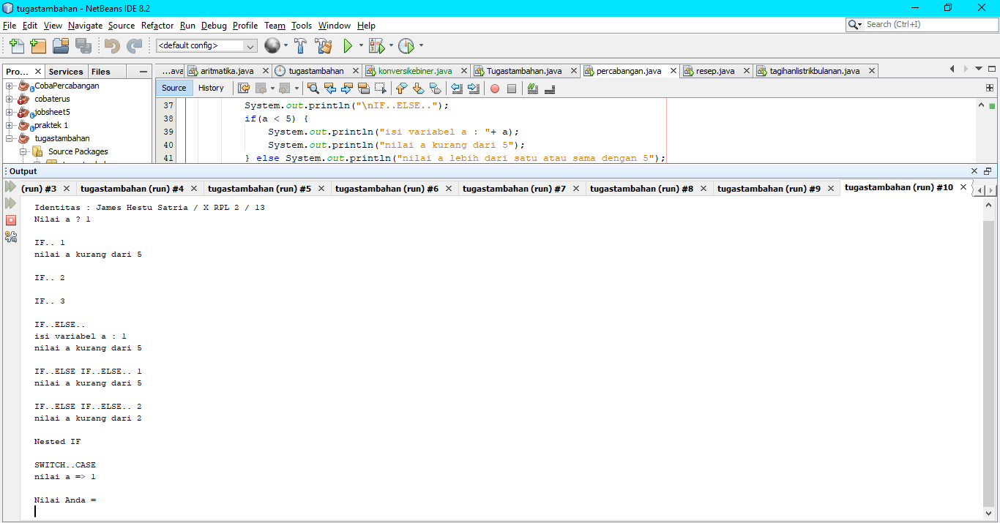 tugastambahan - NetBeans IDE 8.2
File Edit View Navigate Source Refactor Run Debug Profile Team Tools Window Help
Search (Ctrl+I)
<default config>
Pro... Services Files
...ava aritmatika.java tugastambahan konversikebiner.java Tugastambahan.java percabangan.java resep.java tagihanlistrikbulanan.java
CobaPercabangan
cobaterus
jobsheet5
praktek 1
tugastambahan
Source Packages
Source History
37 System.out.println("\nIF..ELSE..");
38 if(a < 5) {
39 System.out.println("isi variabel a : "+ a);
40 System.out.println("nilai a kurang dari 5");
41 } else System.out.println("nilai a lebih dari satu atau sama dengan 5");
Output
(run) #3 tugastambahan (run) #4 tugastambahan (run) #5 tugastambahan (run) #6 tugastambahan (run) #7 tugastambahan (run) #8 tugastambahan (run) #9 tugastambahan (run) #10
Identitas : James Hestu Satria / X RPL 2 / 13
Nilai a ? 1
IF.. 1
nilai a kurang dari 5
IF.. 2
IF.. 3
IF..ELSE..
isi variabel a : 1
nilai a kurang dari 5
IF..ELSE IF..ELSE.. 1
nilai a kurang dari 5
IF..ELSE IF..ELSE.. 2
nilai a kurang dari 2
Nested IF
SWITCH..CASE
nilai a => 1
Nilai Anda =